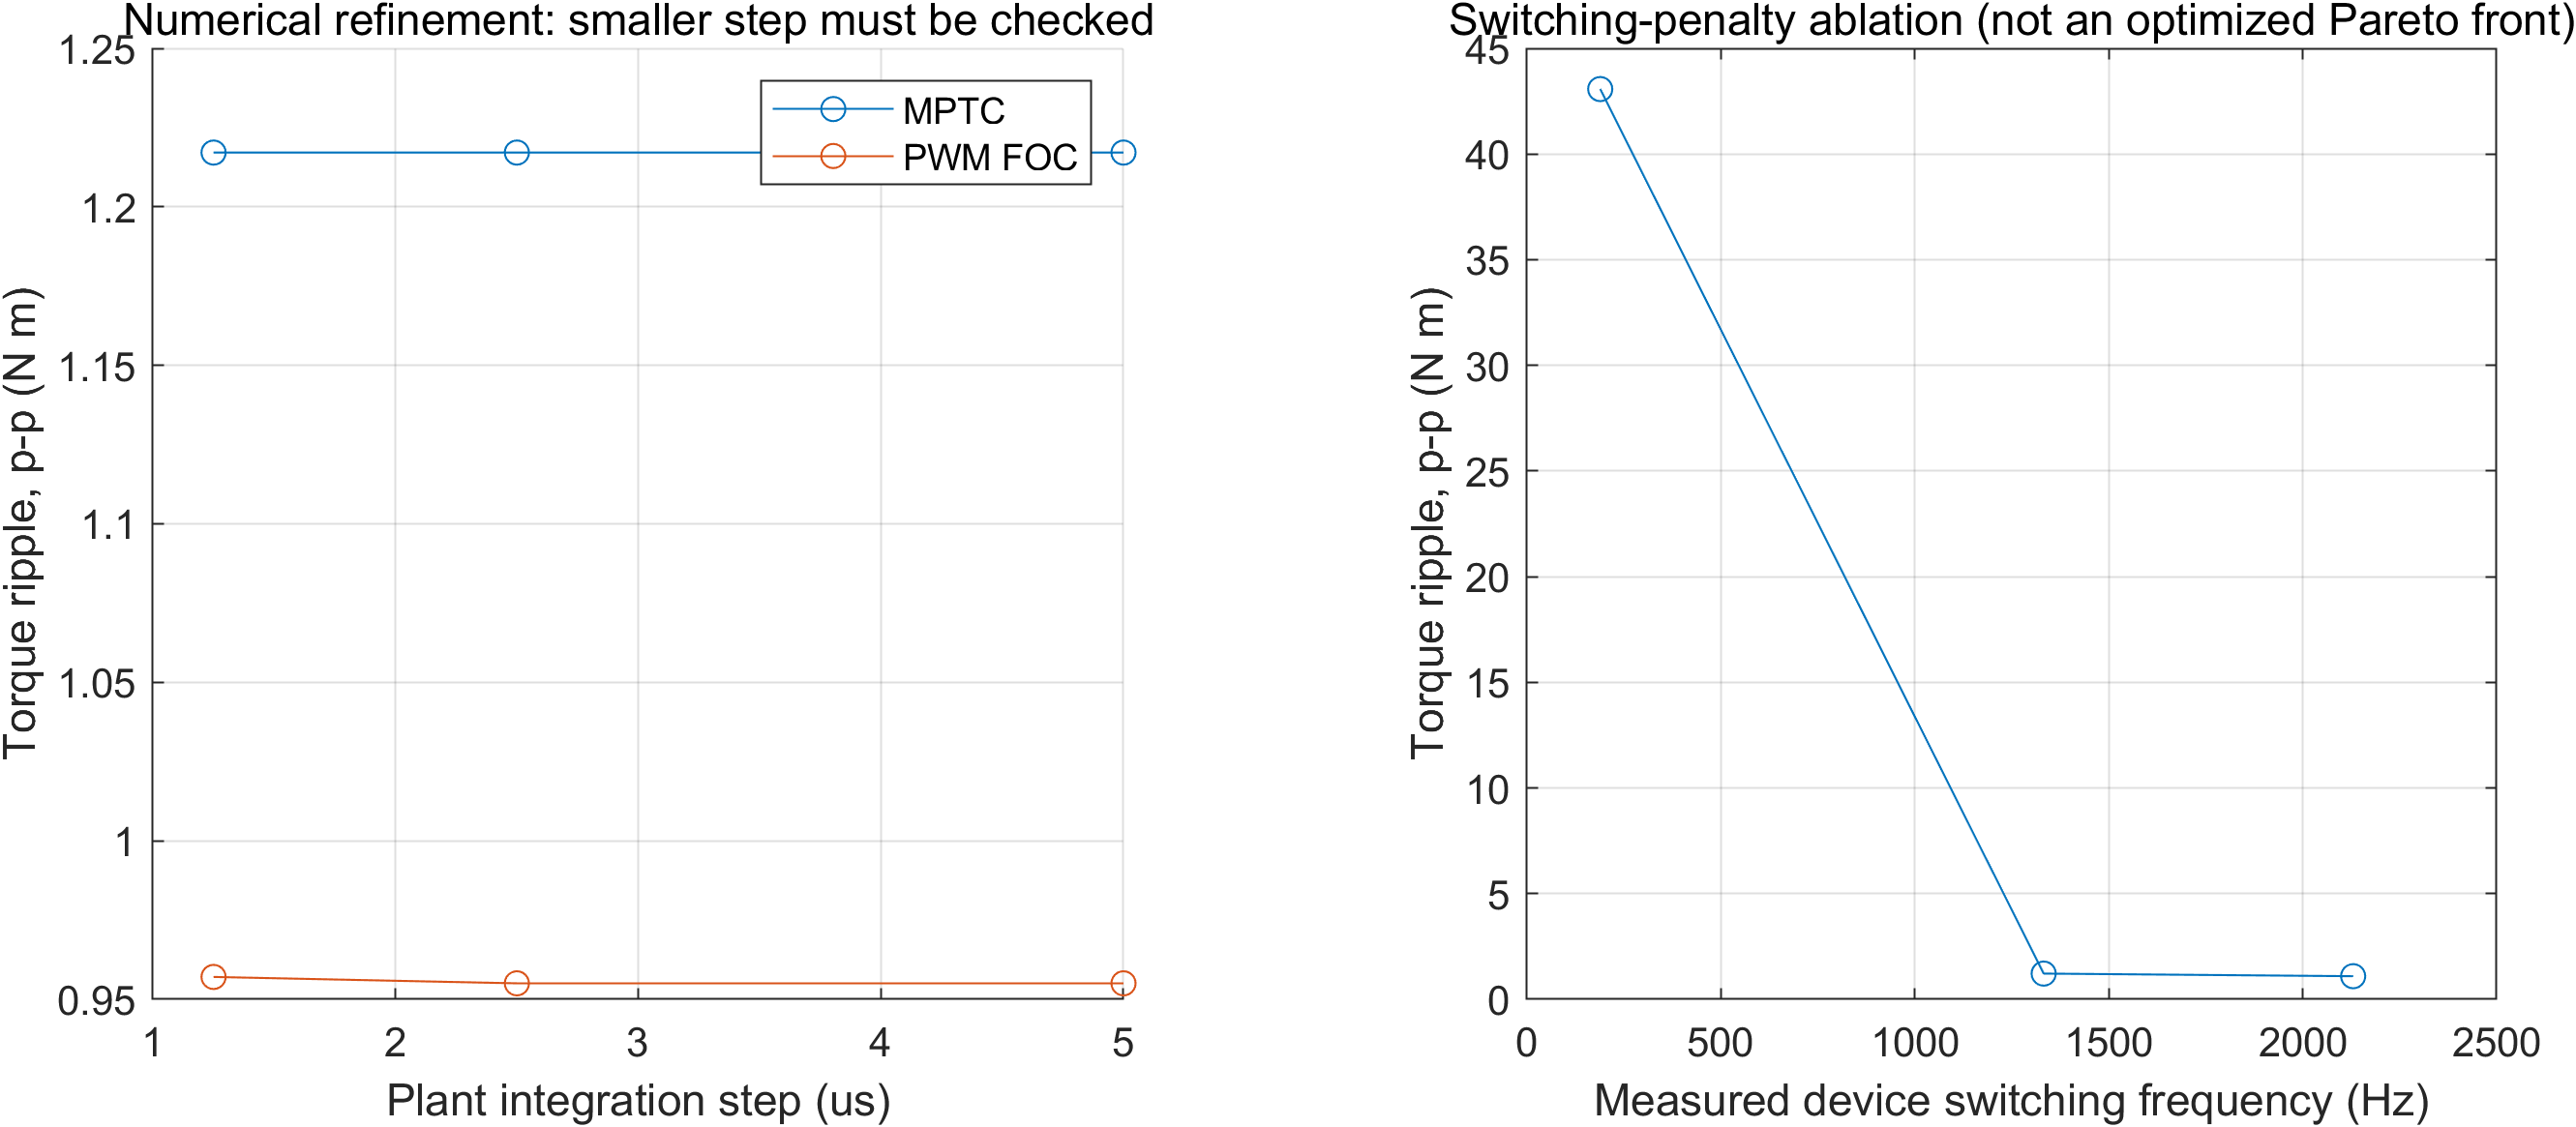 Numerical refinement: smaller step must be checked
1.25
1.2
1.15
1.1
1.05
1
0.95
Torque ripple, p-p (N m)
MPTC
PWM FOC
1 2 3 4 5
Plant integration step (us)
Switching-penalty ablation (not an optimized Pareto front)
45
40
35
30
25
20
15
10
5
0
Torque ripple, p-p (N m)
0 500 1000 1500 2000 2500
Measured device switching frequency (Hz)